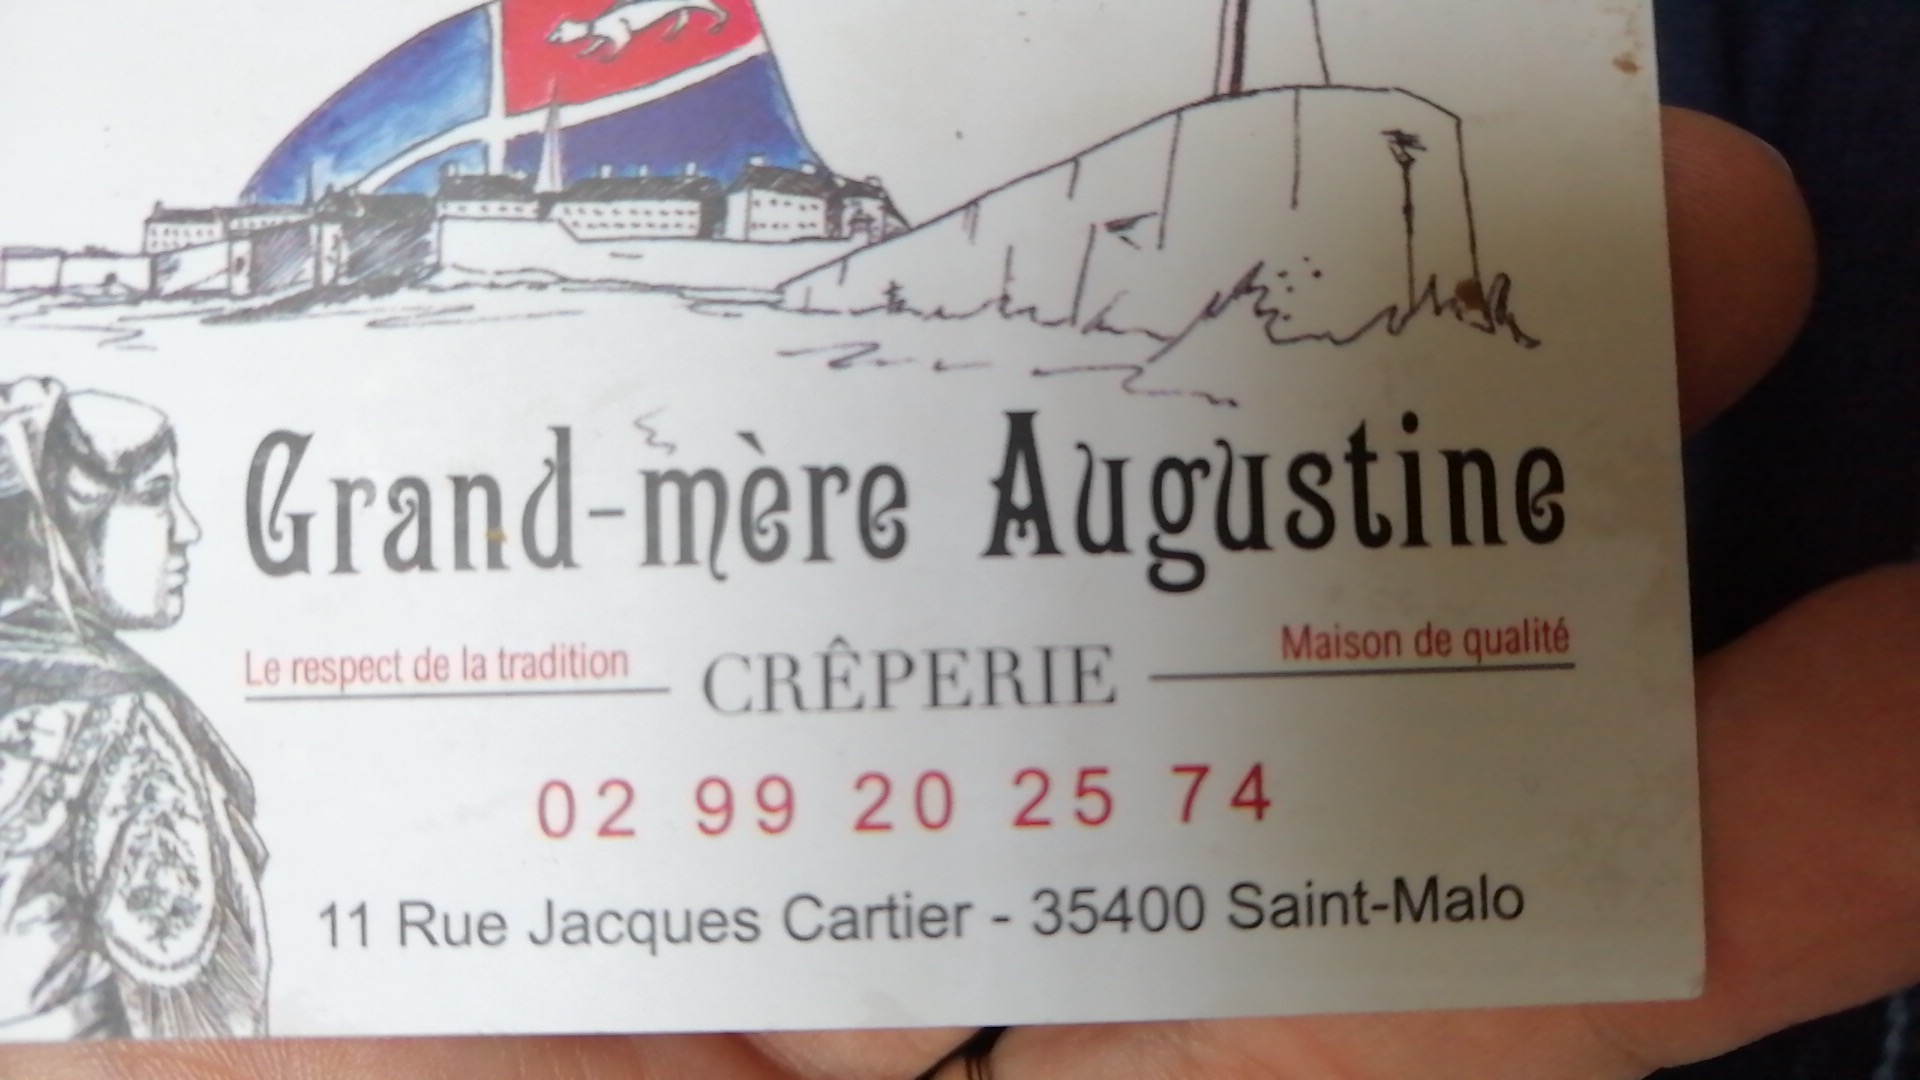 Grand-mère Augustine
Le respect de la tradition
CRÊPERIE
Maison de qualité
02 99 20 25 74
11 Rue Jacques Cartier - 35400 Saint-Malo